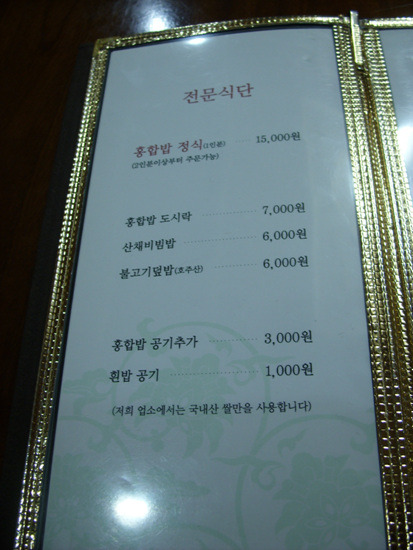 전문식단
홍합밥 정식(1인분) 15,000원
(2인분이상부터 주문가능)
홍합밥 도시락 7,000원
산채비빔밥 6,000원
불고기덮밥(호주산) 6,000원
홍합밥 공기추가 3,000원
흰밥 공기 1,000원
(저희 업소에서는 국내산 쌀만을 사용합니다)